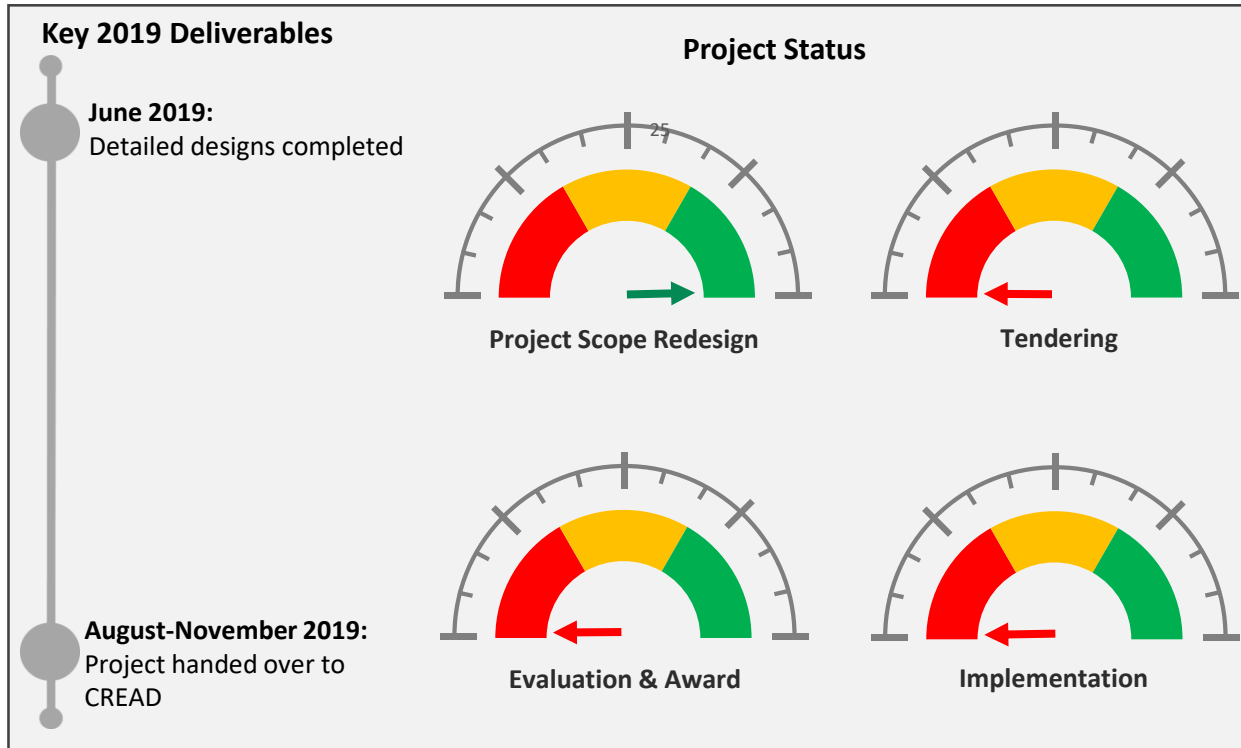 Key 2019 Deliverables
Project Status
June 2019:
Detailed designs completed
25
Project Scope Redesign
Tendering
August-November 2019:
Project handed over to
CREAD
Evaluation & Award
Implementation